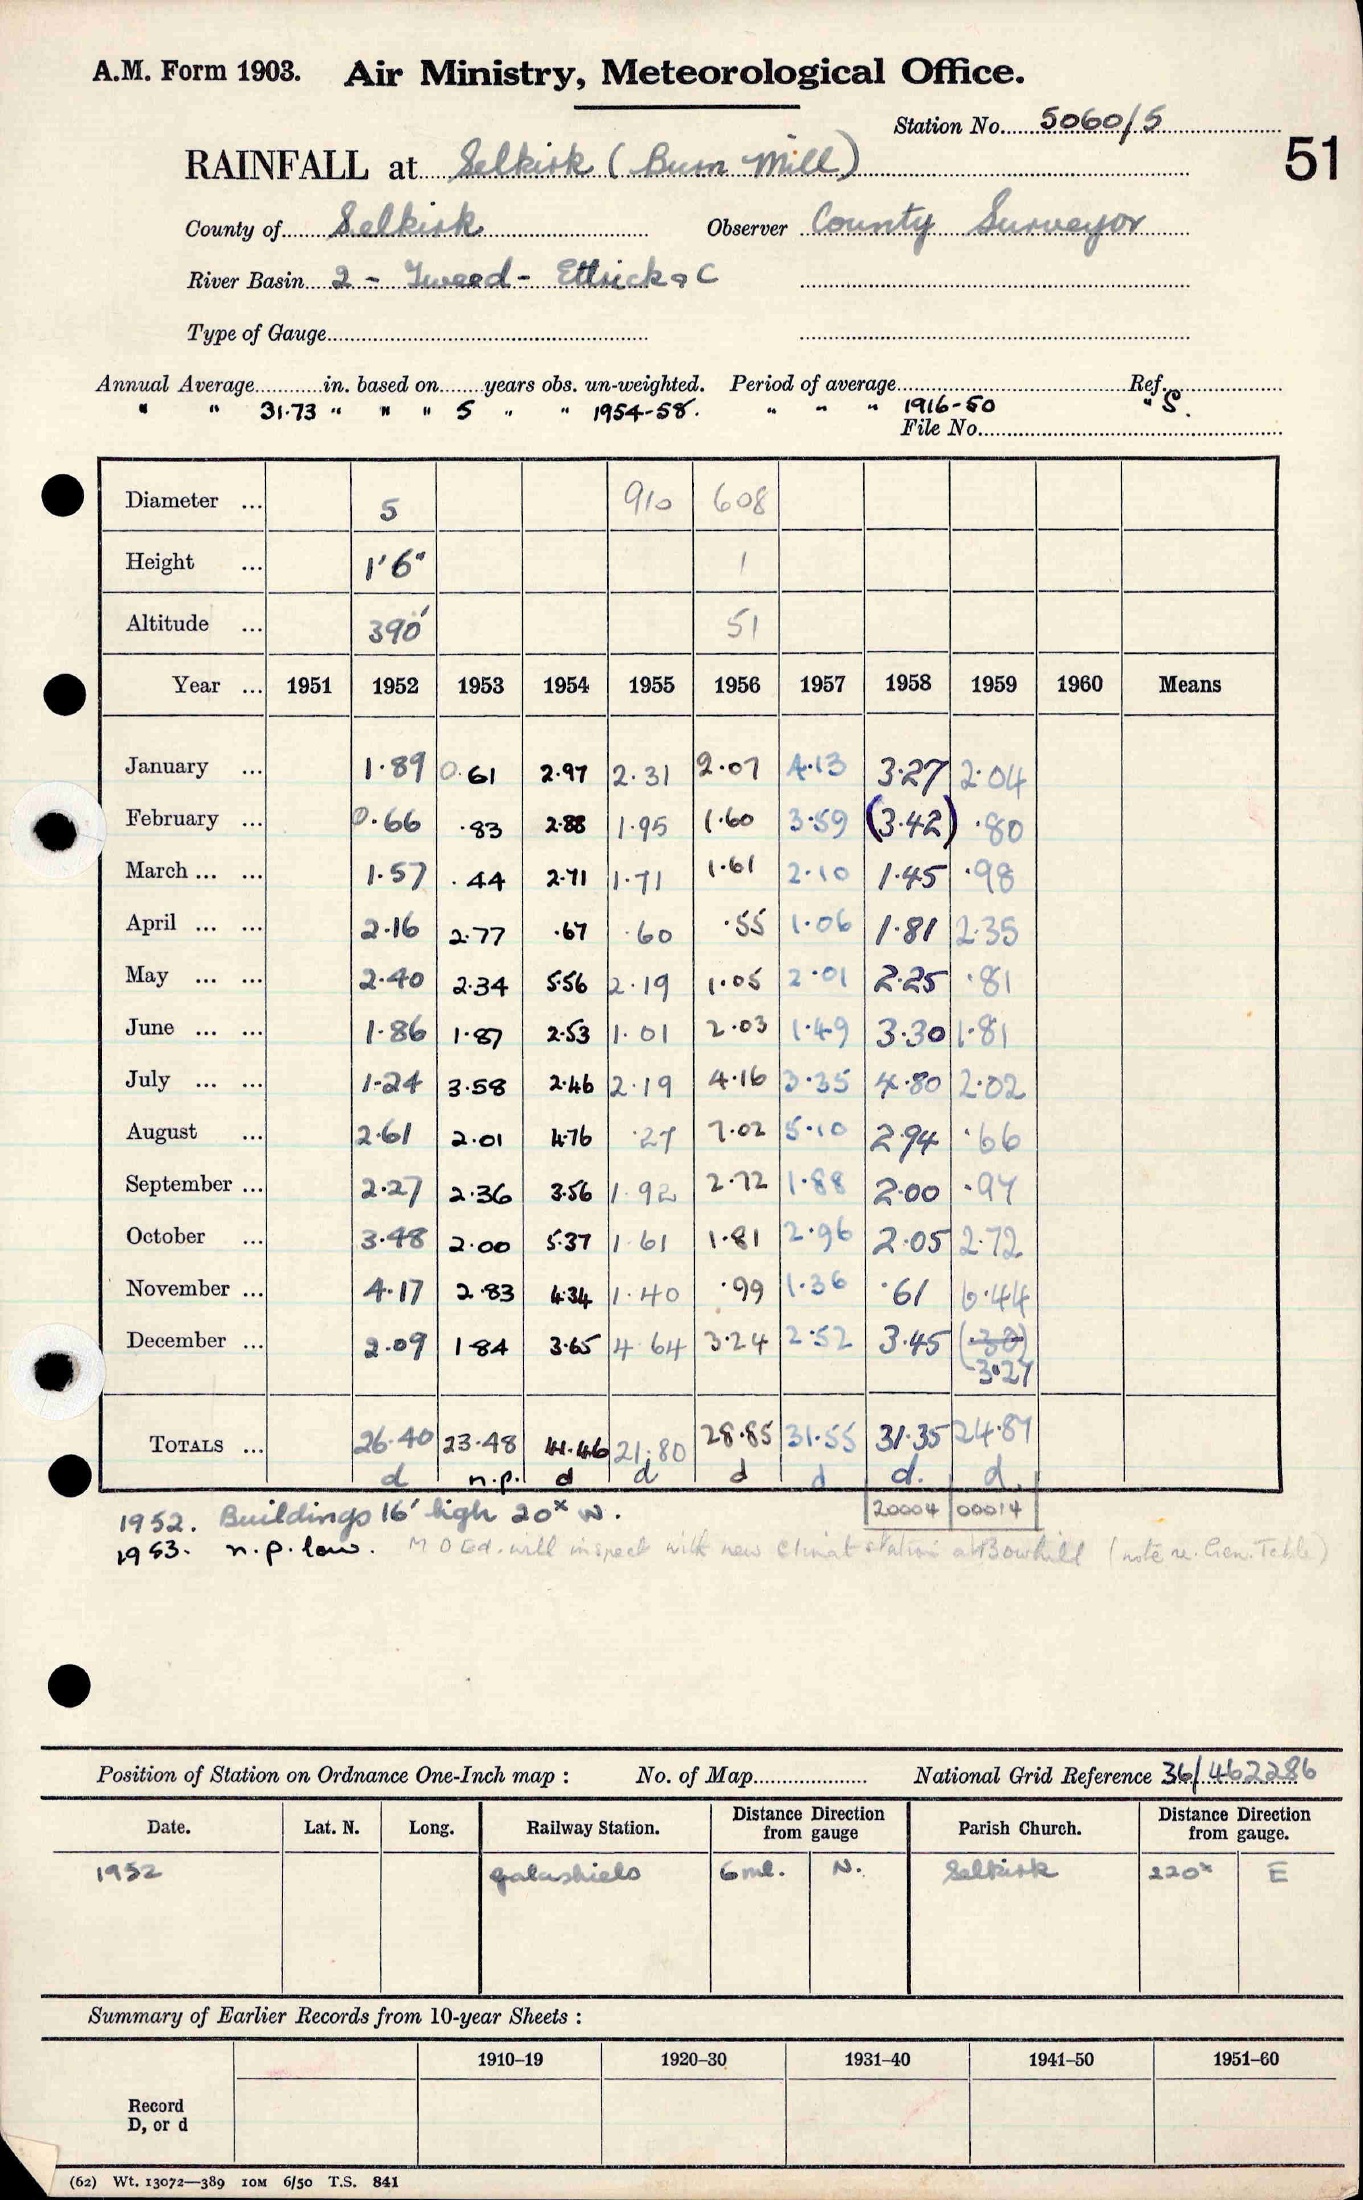 A.M. Form 1903. Air Ministry, Meteorological Office.
Station No. 5060/5
51
RAINFALL at Selkirk (Burn Mill)
County of Selkirk Observer County Surveyor
River Basin 2 - Tweed - Ettrick & C
Type of Gauge
Annual Average in. based on years obs. un-weighted. Period of average Ref.
" " 31.73 " " " 5 " " 1954-58. " " " 1916-50 " S.
File No.
Diameter ... 5 910 608
Height ... 1'6" 1
Altitude ... 390' 51
Year ... 1951 1952 1953 1954 1955 1956 1957 1958 1959 1960 Means
January ... 1.89 0.61 2.97 2.31 2.07 4.13 3.27 2.04
February ... 0.66 .83 2.88 1.95 1.60 3.59 (3.42) .80
March ... ... 1.57 .44 2.71 1.71 1.61 2.10 1.45 .98
April ... ... 2.16 2.77 .67 .60 .55 1.06 1.81 2.35
May ... ... 2.40 2.34 5.56 2.19 1.05 2.01 2.25 .81
June ... ... 1.86 1.87 2.53 1.01 2.03 1.49 3.30 1.81
July ... ... 1.24 3.58 2.46 2.19 4.16 3.35 4.80 2.02
August ... 2.61 2.01 4.76 .27 7.02 5.10 2.94 .66
September ... 2.27 2.36 3.56 1.92 2.72 1.88 2.00 .97
October ... 3.48 2.00 5.37 1.61 1.81 2.96 2.05 2.72
November ... 4.17 2.83 4.34 1.40 .99 1.36 .61 6.44
December ... 2.09 1.84 3.65 4.64 3.24 2.52 3.45 (.38)
3.27
TOTALS ... 26.40 23.48 41.46 21.80 28.85 31.55 31.35 24.87
d n.p. d d d d d. d.
20004 00014
1952. Buildings 16' high 20x W.
1953. n.p. low. M O Ed. will inspect with new Climat station at Bowhill (note in Gen. Table)
Position of Station on Ordnance One-Inch map : No. of Map National Grid Reference 36/462286
Date. Lat. N. Long. Railway Station. Distance Direction from gauge Parish Church. Distance Direction from gauge.
1952 Galashiels 6ml. N. Selkirk 220x E
Summary of Earlier Records from 10-year Sheets :
1910–19 1920–30 1931–40 1941–50 1951–60
Record
D, or d
(62) Wt. 13072—389 10M 6/50 T.S. 841